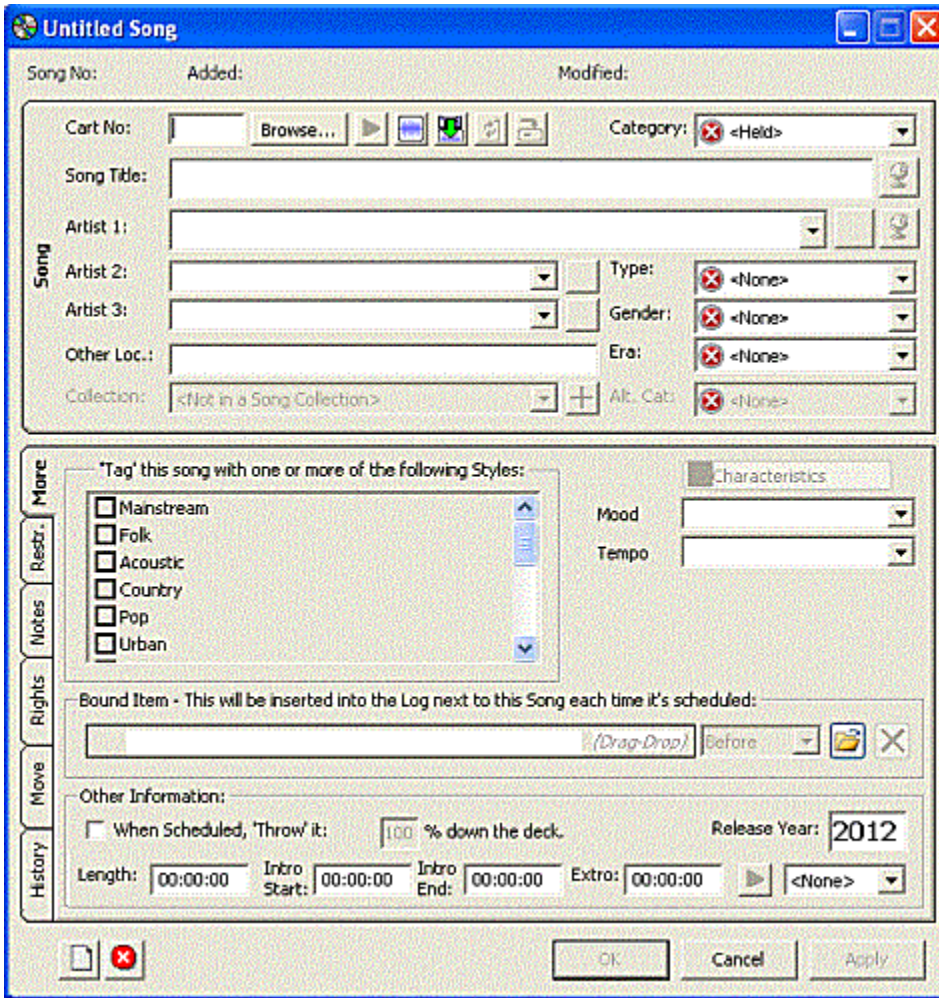 Untitled Song
Song No: Added: Modified:
Song
Cart No: Browse... Category: <Held>
Song Title:
Artist 1:
Artist 2: Type: <None>
Artist 3: Gender: <None>
Other Loc.: Era: <None>
Collection: <Not in a Song Collection> Alt. Cat: <None>
More
Restr.
Notes
Rights
Move
History
'Tag' this song with one or more of the following Styles:
Mainstream
Folk
Acoustic
Country
Pop
Urban
Characteristics
Mood
Tempo
Bound Item - This will be inserted into the Log next to this Song each time it's scheduled:
(Drag-Drop) Before
Other Information:
When Scheduled, 'Throw' it: 100 % down the deck. Release Year: 2012
Length: 00:00:00 Intro Start: 00:00:00 Intro End: 00:00:00 Extro: 00:00:00 <None>
OK Cancel Apply